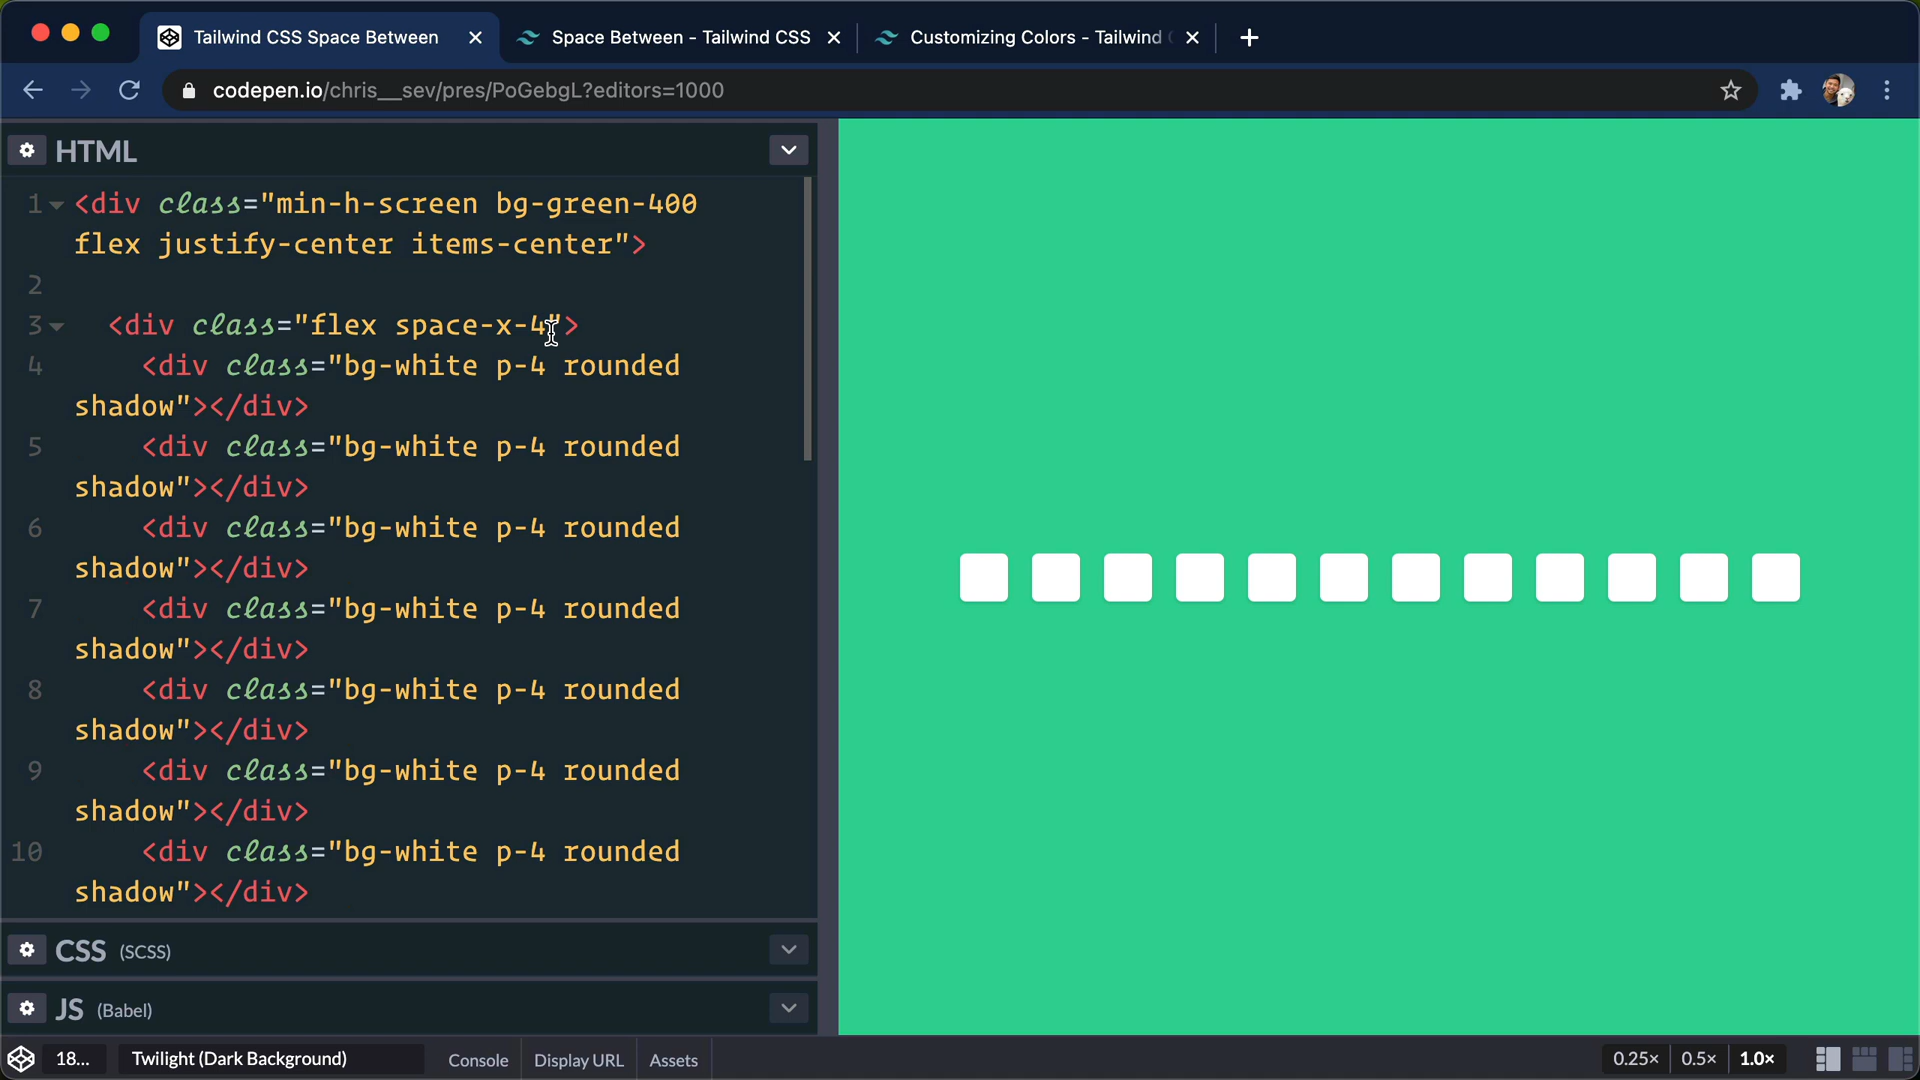 Tailwind CSS Space Between
Space Between - Tailwind CSS
Customizing Colors - Tailwind
codepen.io/chris__sev/pres/PoGebgL?editors=1000
HTML
1 <div class="min-h-screen bg-green-400
flex justify-center items-center">
2
3 <div class="flex space-x-4">
4 <div class="bg-white p-4 rounded
shadow"></div>
5 <div class="bg-white p-4 rounded
shadow"></div>
6 <div class="bg-white p-4 rounded
shadow"></div>
7 <div class="bg-white p-4 rounded
shadow"></div>
8 <div class="bg-white p-4 rounded
shadow"></div>
9 <div class="bg-white p-4 rounded
shadow"></div>
10 <div class="bg-white p-4 rounded
shadow"></div>
CSS (SCSS)
JS (Babel)
18... Twilight (Dark Background) Console Display URL Assets 0.25× 0.5× 1.0×